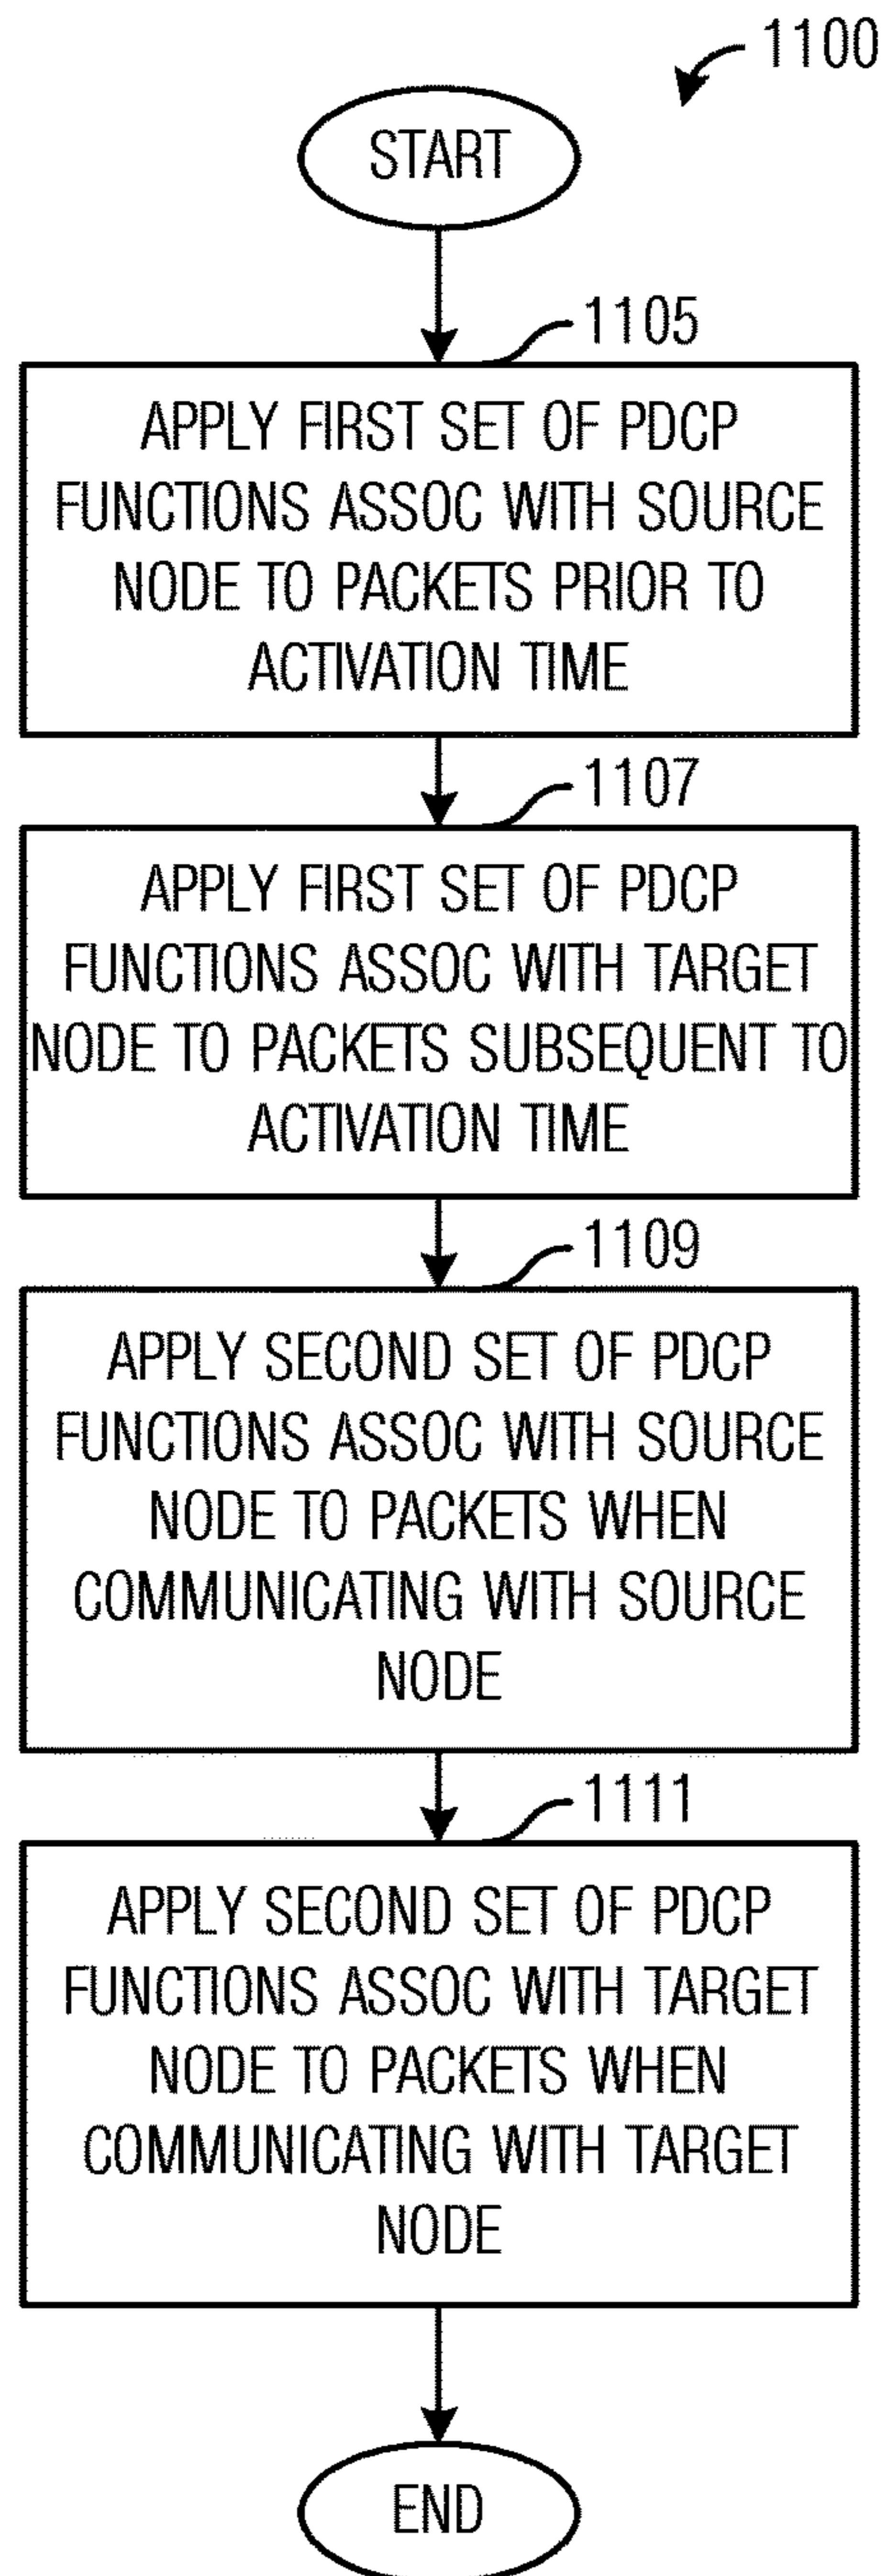 1100
START
1105
APPLY FIRST SET OF PDCP
FUNCTIONS ASSOC WITH SOURCE
NODE TO PACKETS PRIOR TO
ACTIVATION TIME
1107
APPLY FIRST SET OF PDCP
FUNCTIONS ASSOC WITH TARGET
NODE TO PACKETS SUBSEQUENT TO
ACTIVATION TIME
1109
APPLY SECOND SET OF PDCP
FUNCTIONS ASSOC WITH SOURCE
NODE TO PACKETS WHEN
COMMUNICATING WITH SOURCE
NODE
1111
APPLY SECOND SET OF PDCP
FUNCTIONS ASSOC WITH TARGET
NODE TO PACKETS WHEN
COMMUNICATING WITH TARGET
NODE
END